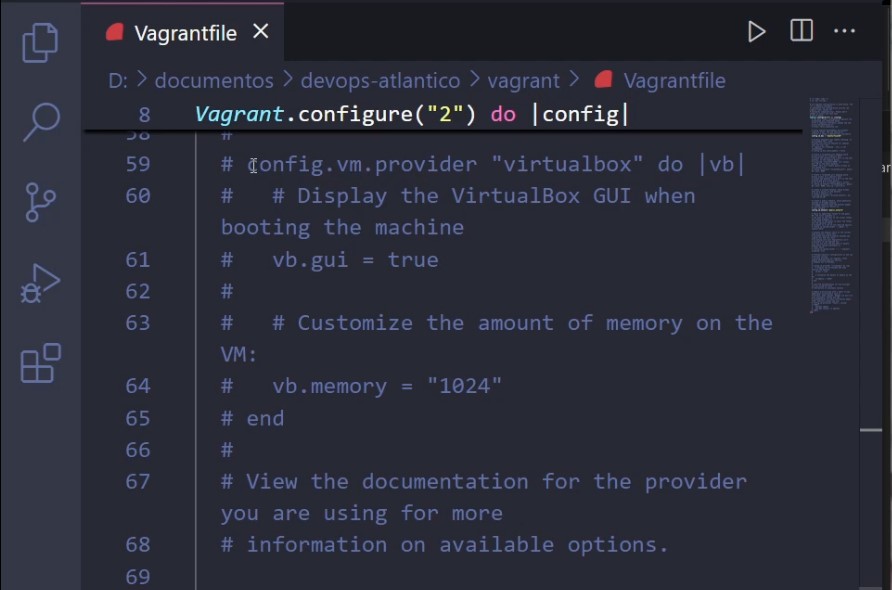 Vagrantfile
D: > documentos > devops-atlantico > vagrant > Vagrantfile
8 Vagrant.configure("2") do |config|
58 #
59 # config.vm.provider "virtualbox" do |vb|
60 #   # Display the VirtualBox GUI when
booting the machine
61 #   vb.gui = true
62 #
63 #   # Customize the amount of memory on the
VM:
64 #   vb.memory = "1024"
65 # end
66 #
67 # View the documentation for the provider
you are using for more
68 # information on available options.
69